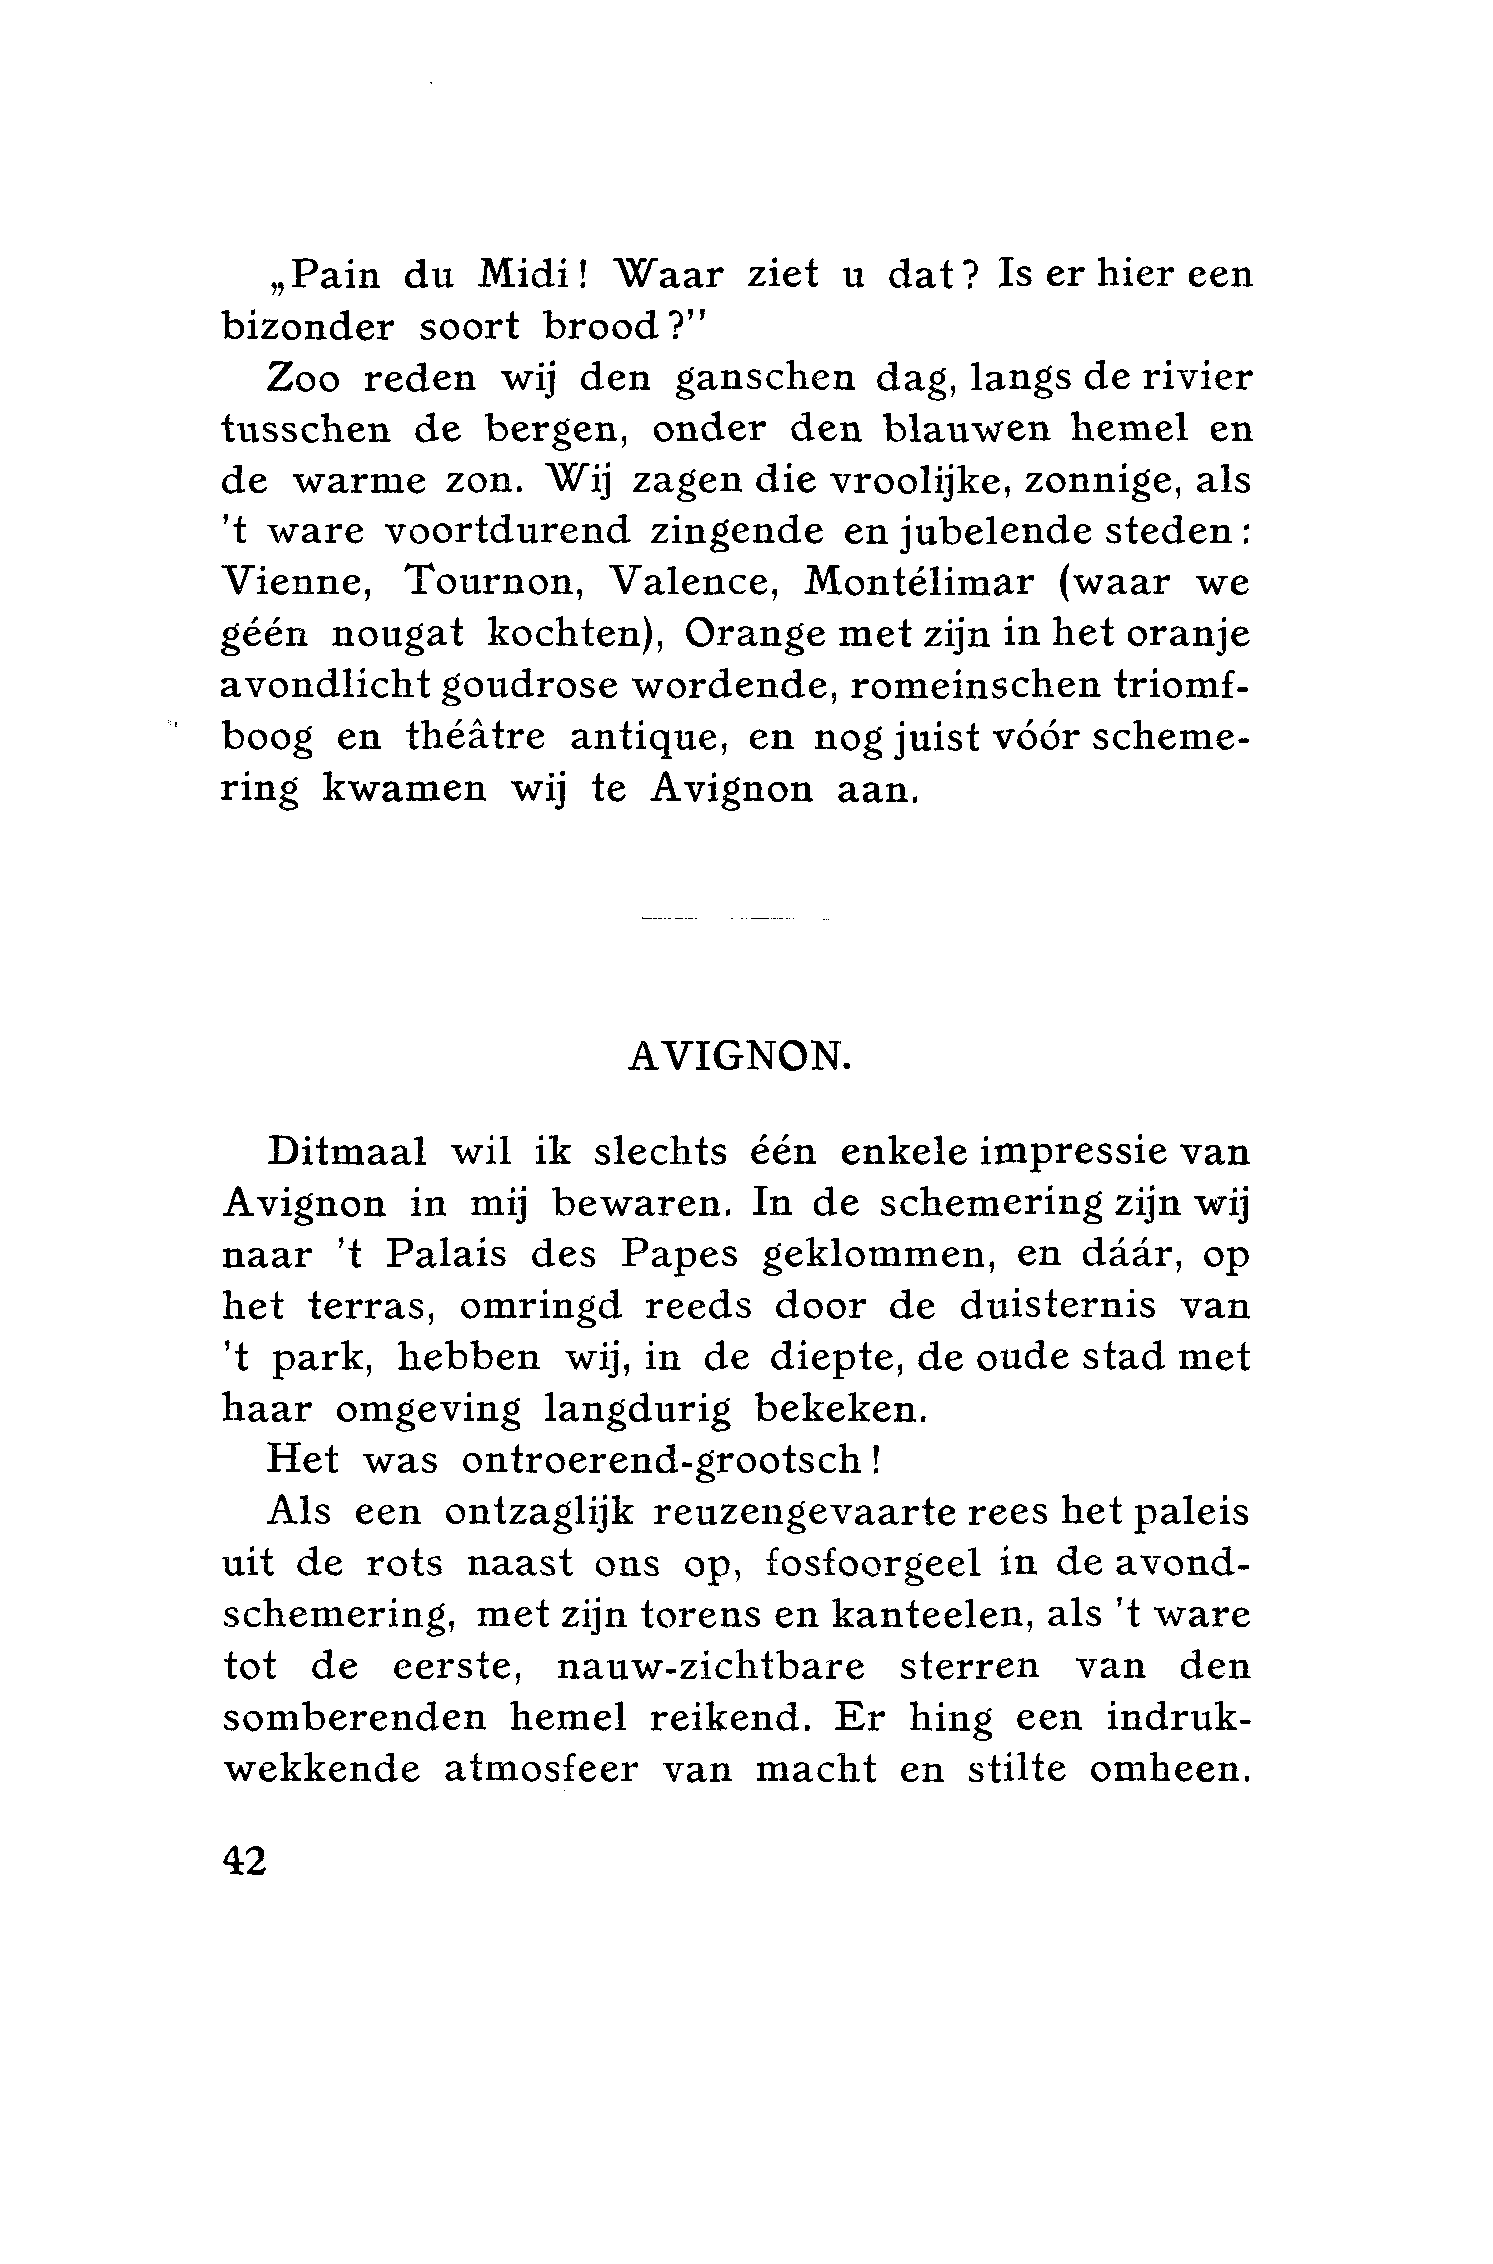 „Pain du Midi! Waar ziet u dat? Is er hier een
bizonder soort brood?”
Zoo reden wij den ganschen dag, langs de rivier
tusschen de bergen, onder den blauwen hemel en
de warme zon. Wij zagen die vroolijke, zonnige, als
't ware voortdurend zingende en jubelende steden:
Vienne, Tournon, Valence, Montélimar (waar we
géén nougat kochten), Orange met zijn in het oranje
avondlicht goudrose wordende, romeinschen triomf-
boog en théâtre antique, en nog juist vóór scheme-
ring kwamen wij te Avignon aan.
AVIGNON.
Ditmaal wil ik slechts één enkele impressie van
Avignon in mij bewaren. In de schemering zijn wij
naar 't Palais des Papes geklommen, en dáár, op
het terras, omringd reeds door de duisternis van
't park, hebben wij, in de diepte, de oude stad met
haar omgeving langdurig bekeken.
Het was ontroerend-grootsch!
Als een ontzaglijk reuzengevaarte rees het paleis
uit de rots naast ons op, fosfoorgeel in de avond-
schemering, met zijn torens en kanteelen, als 't ware
tot de eerste, nauw-zichtbare sterren van den
somberenden hemel reikend. Er hing een indruk-
wekkende atmosfeer van macht en stilte omheen.
42